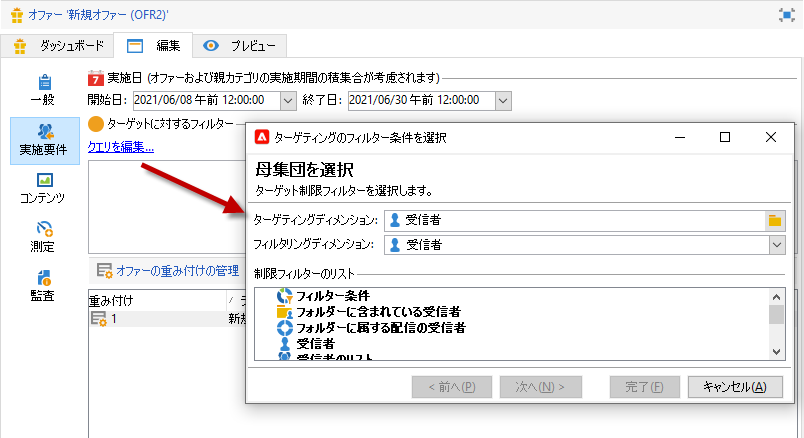 オファー '新規オファー (OFR2)'
ダッシュボード 編集 プレビュー
一般
実施要件
コンテンツ
測定
監査
7 実施日 (オファーおよび親カテゴリの実施期間の積集合が考慮されます)
開始日: 2021/06/08 午前 12:00:00 終了日: 2021/06/30 午前 12:00:00
ターゲットに対するフィルター
クエリを編集...
オファーの重み付けの管理
重み付け / ラ
1 新規
ターゲティングのフィルター条件を選択
母集団を選択
ターゲット制限フィルターを選択します。
ターゲティングディメンション: 受信者
フィルタリングディメンション: 受信者
制限フィルターのリスト
フィルター条件
フォルダーに含まれている受信者
フォルダーに属する配信の受信者
受信者
受信者のリスト
< 前へ(P) 次へ(N) > 完了(F) キャンセル(A)